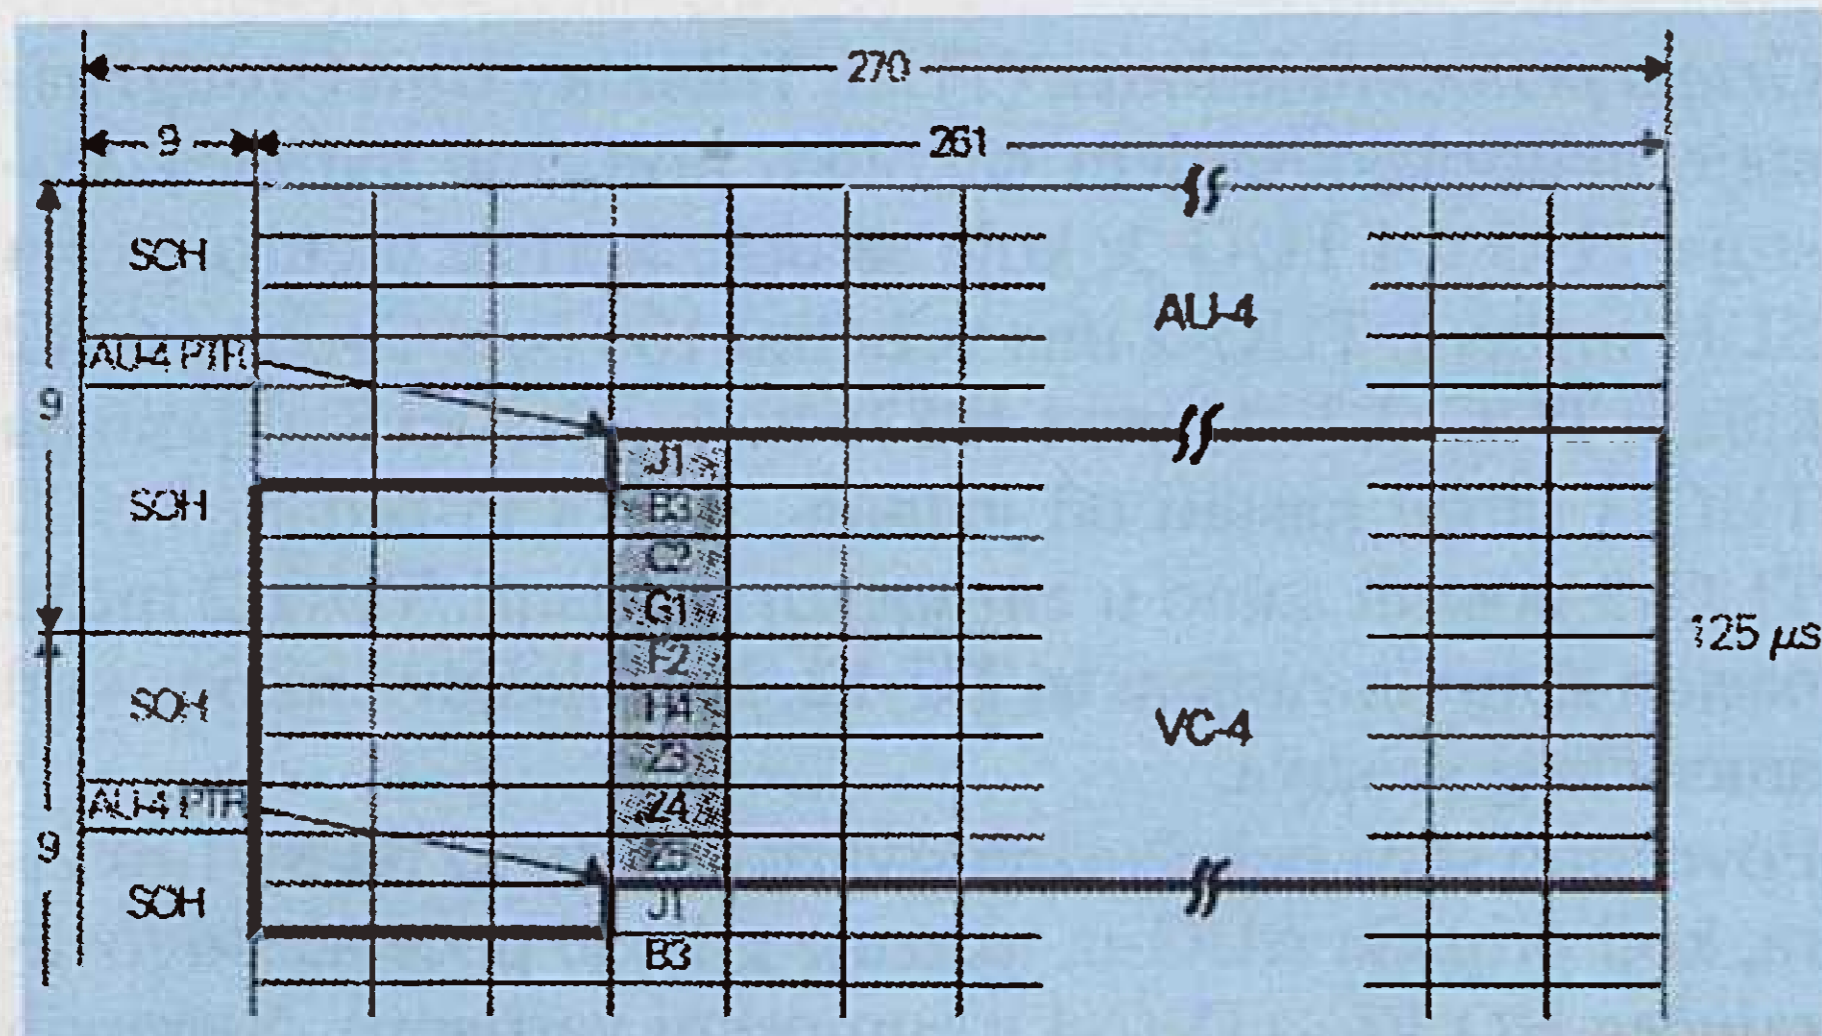 270
9
261
SOH
AU-4
AU-4 PTR
9
J1
SOH
B3
C2
G1
125 µs
F2
H4
SOH
VC-4
Z3
AU-4 PTR
Z4
9
Z5
SOH
J1
B3